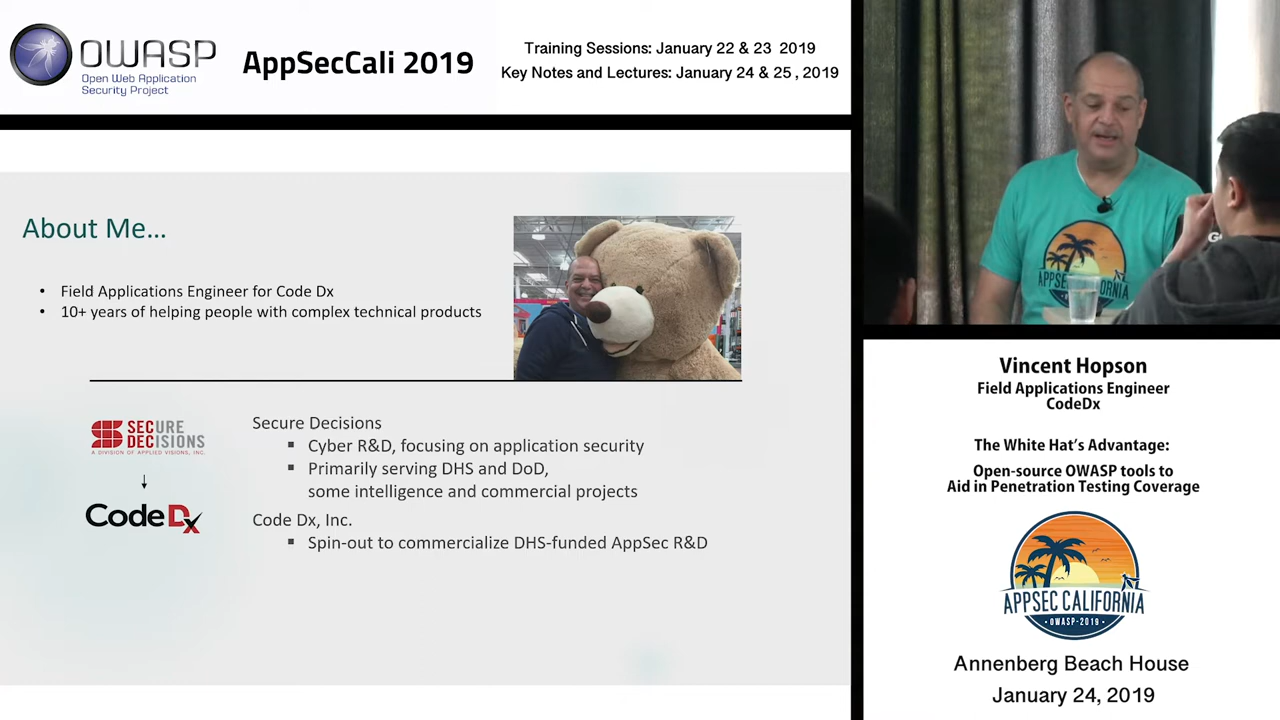 OWASP
Open Web Application
Security Project
AppSecCali 2019
Training Sessions: January 22 & 23 2019
Key Notes and Lectures: January 24 & 25, 2019
About Me...
• Field Applications Engineer for Code Dx
• 10+ years of helping people with complex technical products
SECURE
DECISIONS
A DIVISION OF APPLIED VISIONS, INC.
Code Dx
Secure Decisions
▪ Cyber R&D, focusing on application security
▪ Primarily serving DHS and DoD,
some intelligence and commercial projects
Code Dx, Inc.
▪ Spin-out to commercialize DHS-funded AppSec R&D
APPSEC CALIFORNIA
Vincent Hopson
Field Applications Engineer
CodeDx
The White Hat's Advantage:
Open-source OWASP tools to
Aid in Penetration Testing Coverage
APPSEC CALIFORNIA
• OWASP-2019 •
Annenberg Beach House
January 24, 2019